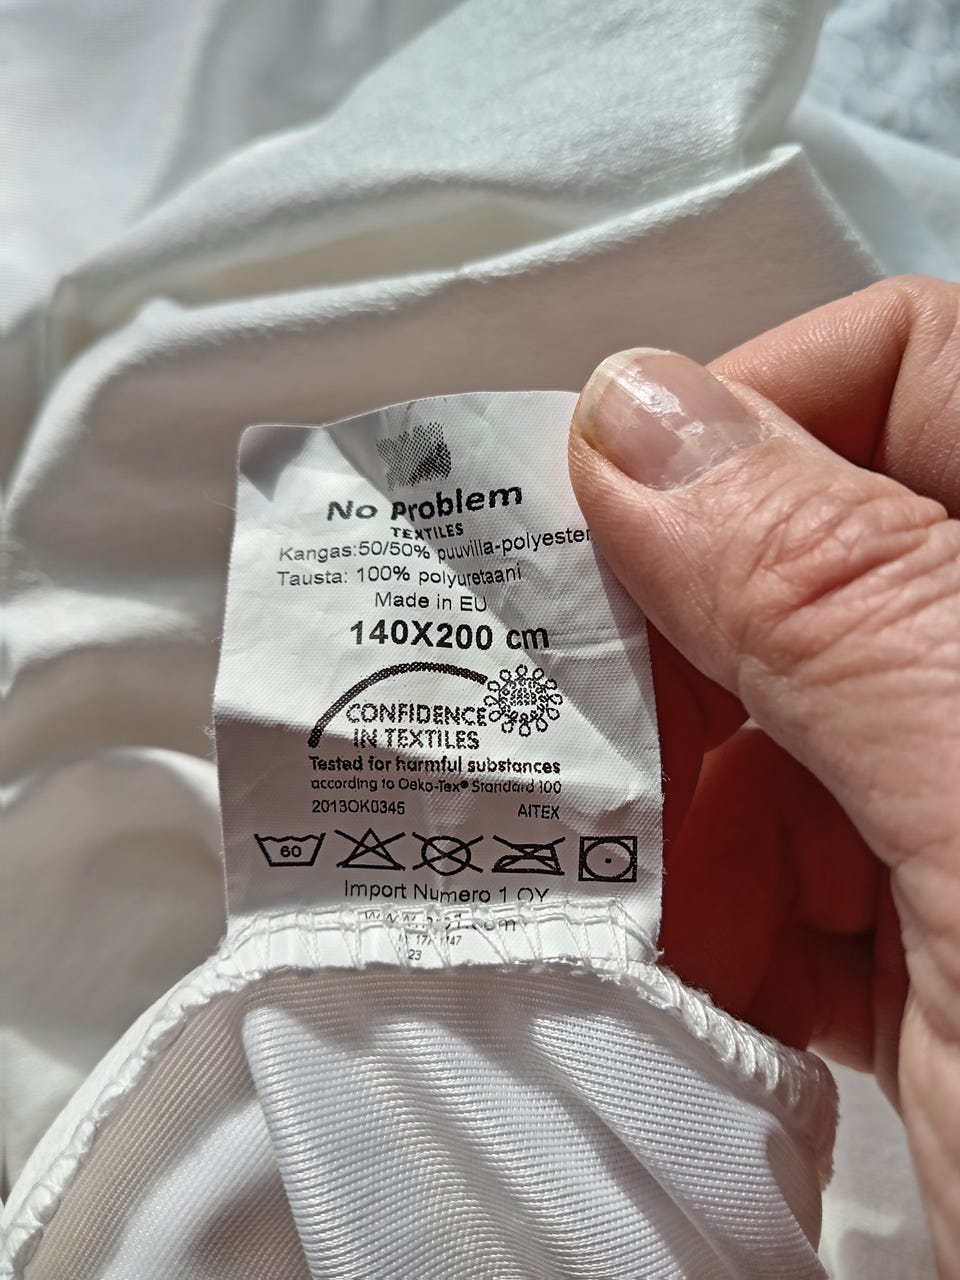 No Problem
TEXTILES
Kangas:50/50% puuvilla-polyester
Tausta: 100% polyuretaani
Made in EU
140X200 cm
CONFIDENCE
IN TEXTILES
Tested for harmful substances
according to Oeko-Tex® Standard 100
2013OK0345 AITEX
60
Import Numero 1 OY
23